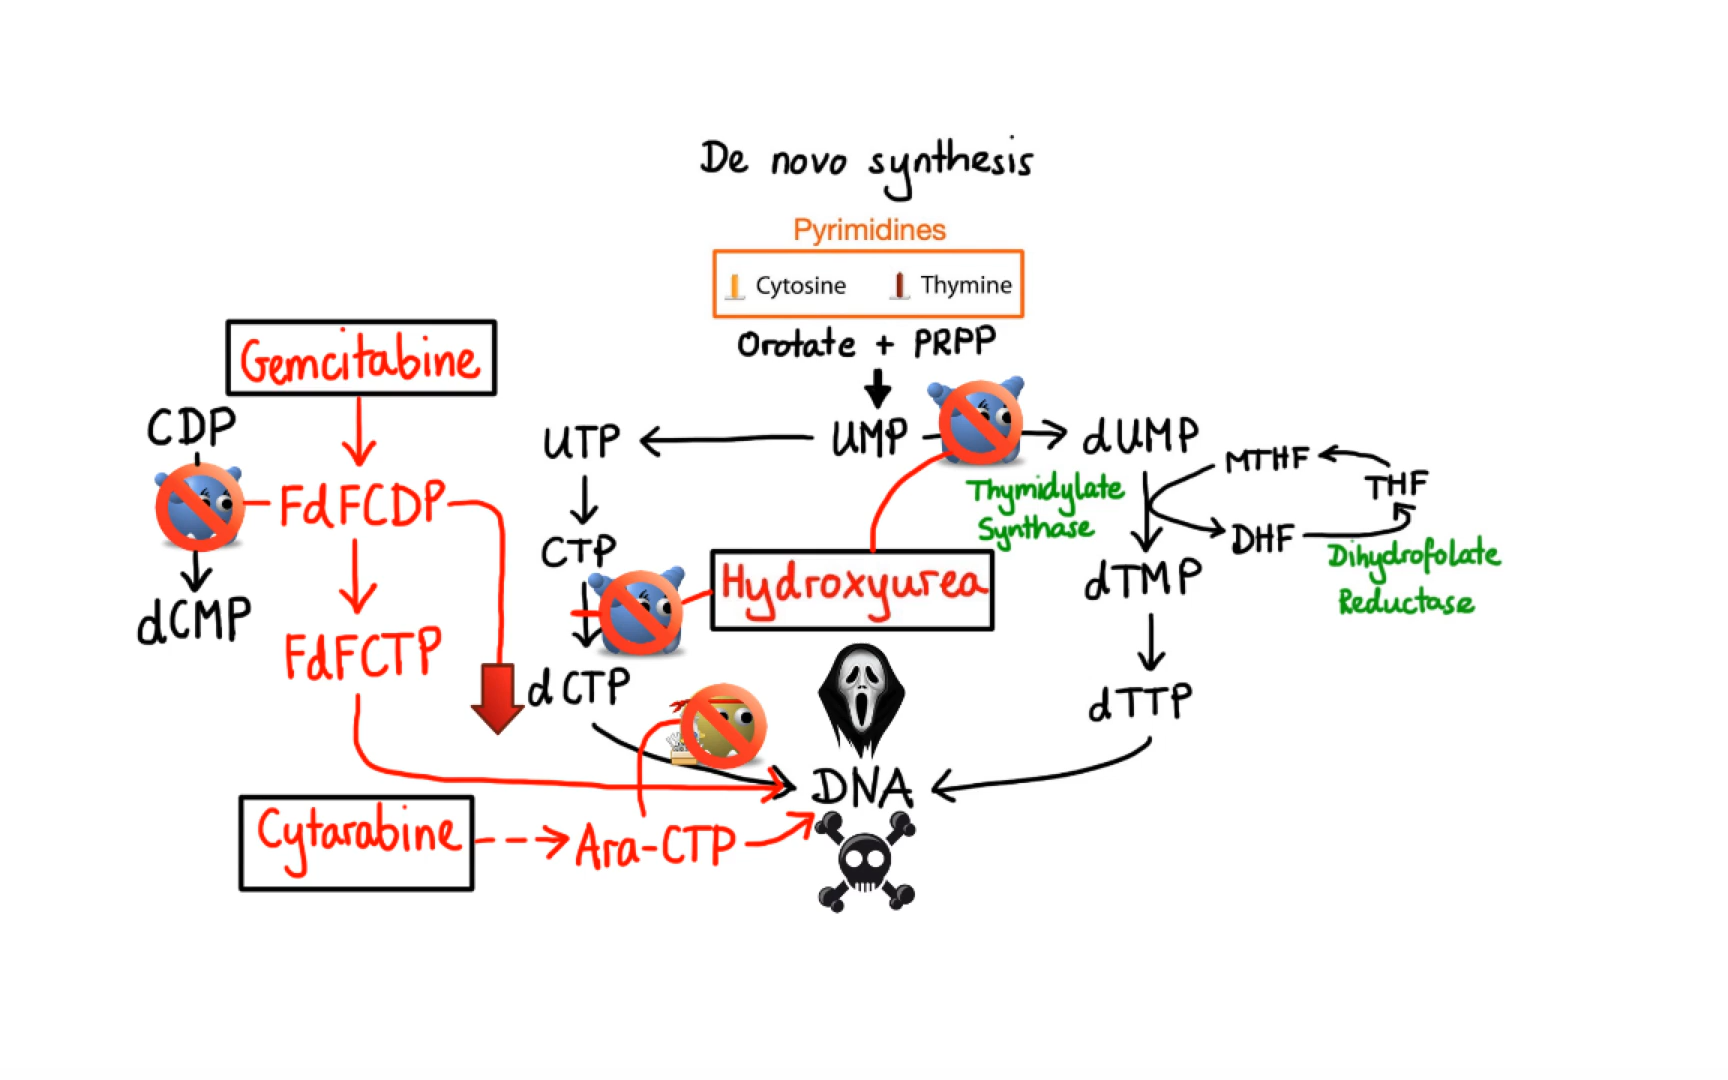 De novo synthesis
Pyrimidines
Cytosine Thymine
Orotate + PRPP
Gemcitabine
CDP
UTP
UMP
dUMP
MTHF
THF
FdFCDP
Thymidylate
Synthase
DHF
Dihydrofolate
Reductase
CTP
Hydroxyurea
dTMP
dCMP
FdFCTP
dCTP
dTTP
DNA
Cytarabine
Ara-CTP